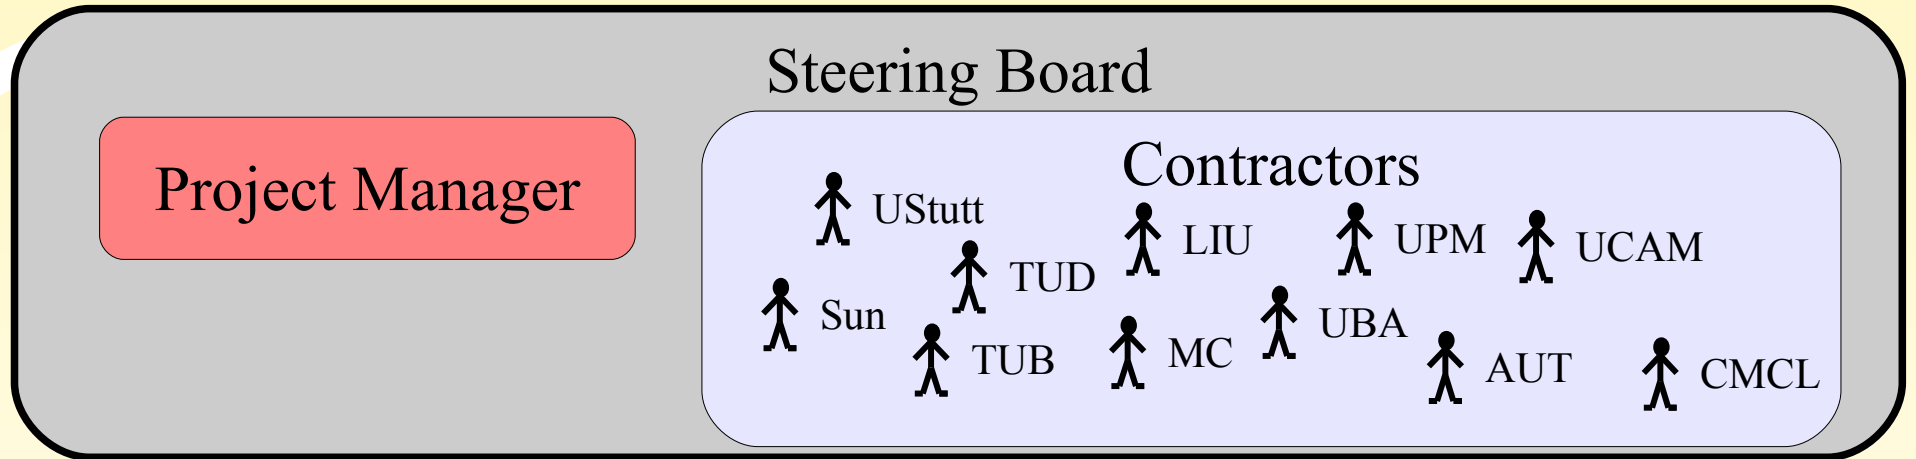 Steering Board
Project Manager
Contractors
UStutt
LIU
UPM
UCAM
TUD
Sun
UBA
TUB
MC
AUT
CMCL